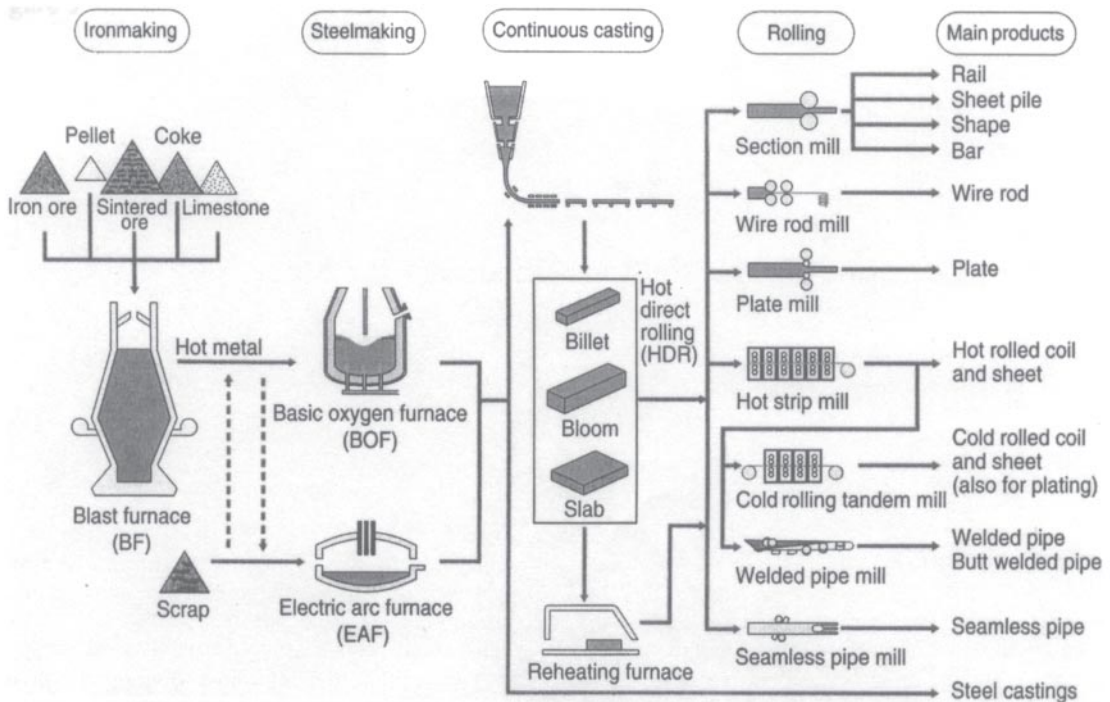 Ironmaking
Steelmaking
Continuous casting
Rolling
Main products
Pellet
Coke
Iron ore
Sintered
ore
Limestone
Hot metal
Blast furnace
(BF)
Scrap
Basic oxygen furnace
(BOF)
Electric arc furnace
(EAF)
Billet
Bloom
Slab
Hot
direct
rolling
(HDR)
Reheating furnace
Section mill
Wire rod mill
Plate mill
Hot strip mill
Cold rolling tandem mill
Welded pipe mill
Seamless pipe mill
Rail
Sheet pile
Shape
Bar
Wire rod
Plate
Hot rolled coil
and sheet
Cold rolled coil
and sheet
(also for plating)
Welded pipe
Butt welded pipe
Seamless pipe
Steel castings